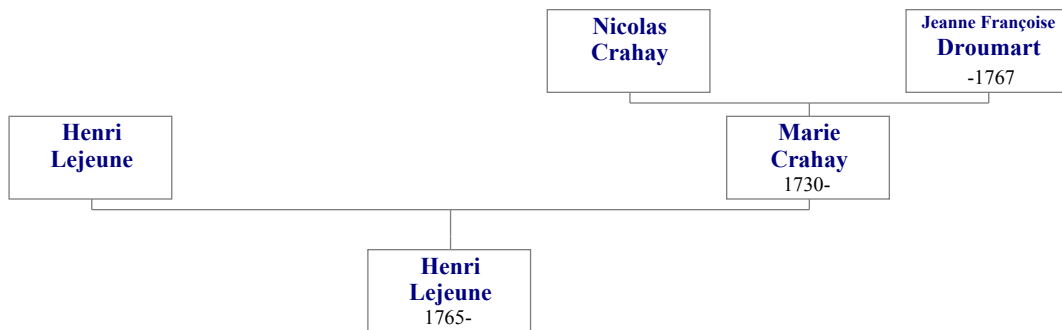 Nicolas
Crahay
Jeanne Françoise
Droumart
-1767
Henri
Lejeune
Marie
Crahay
1730-
Henri
Lejeune
1765-